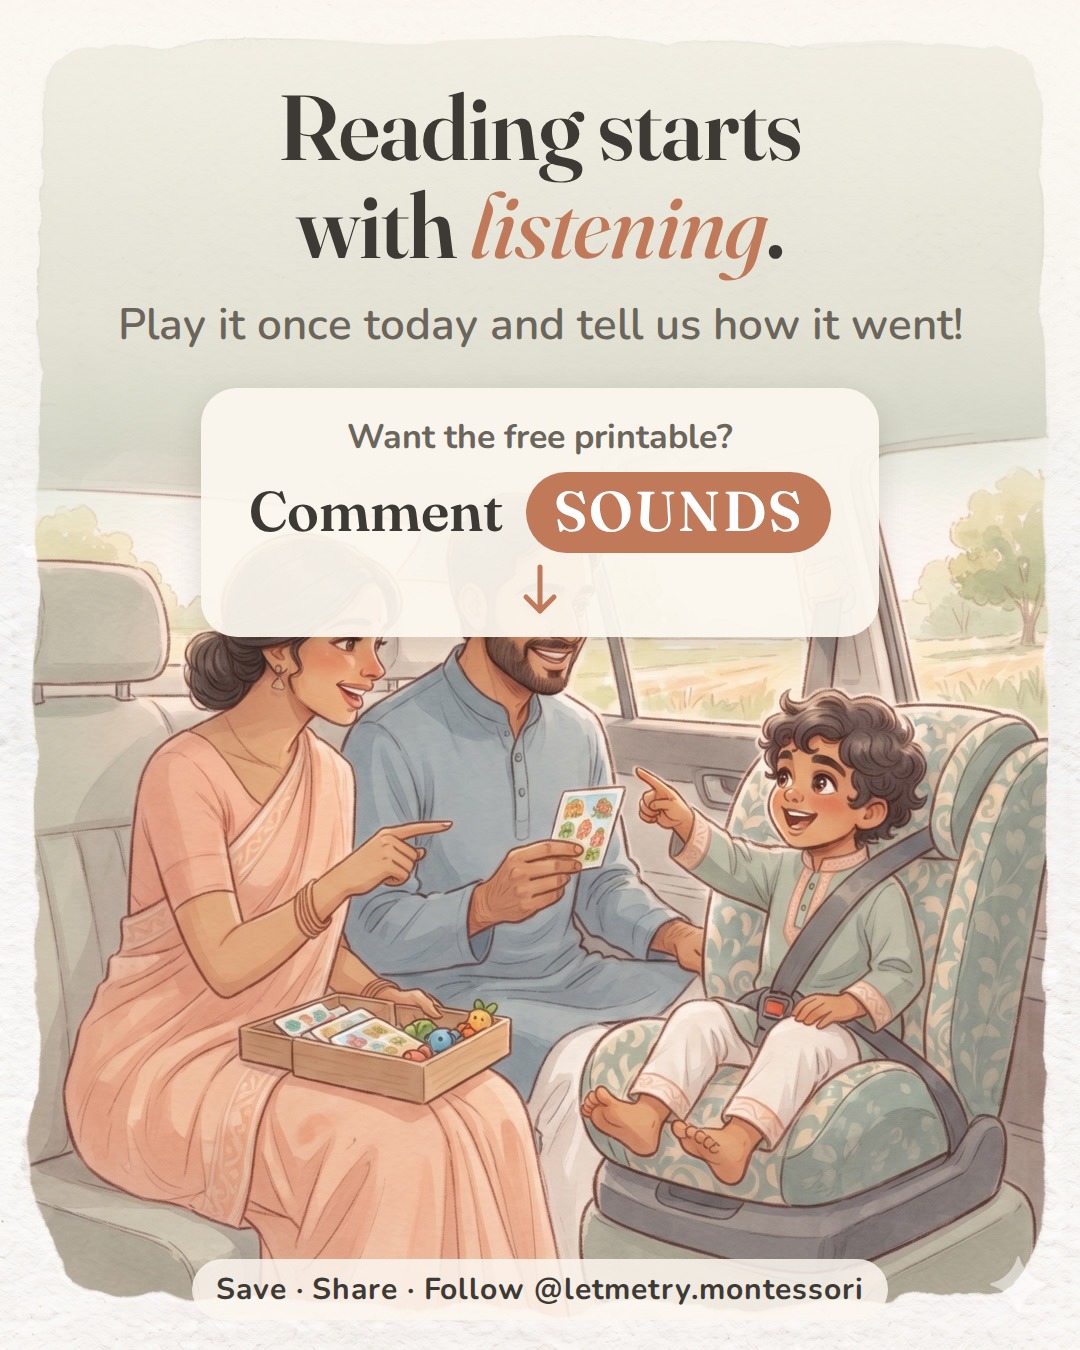 Reading starts
with listening.
Play it once today and tell us how it went!
Want the free printable?
Comment SOUNDS
Save · Share · Follow @letmetry.montessori